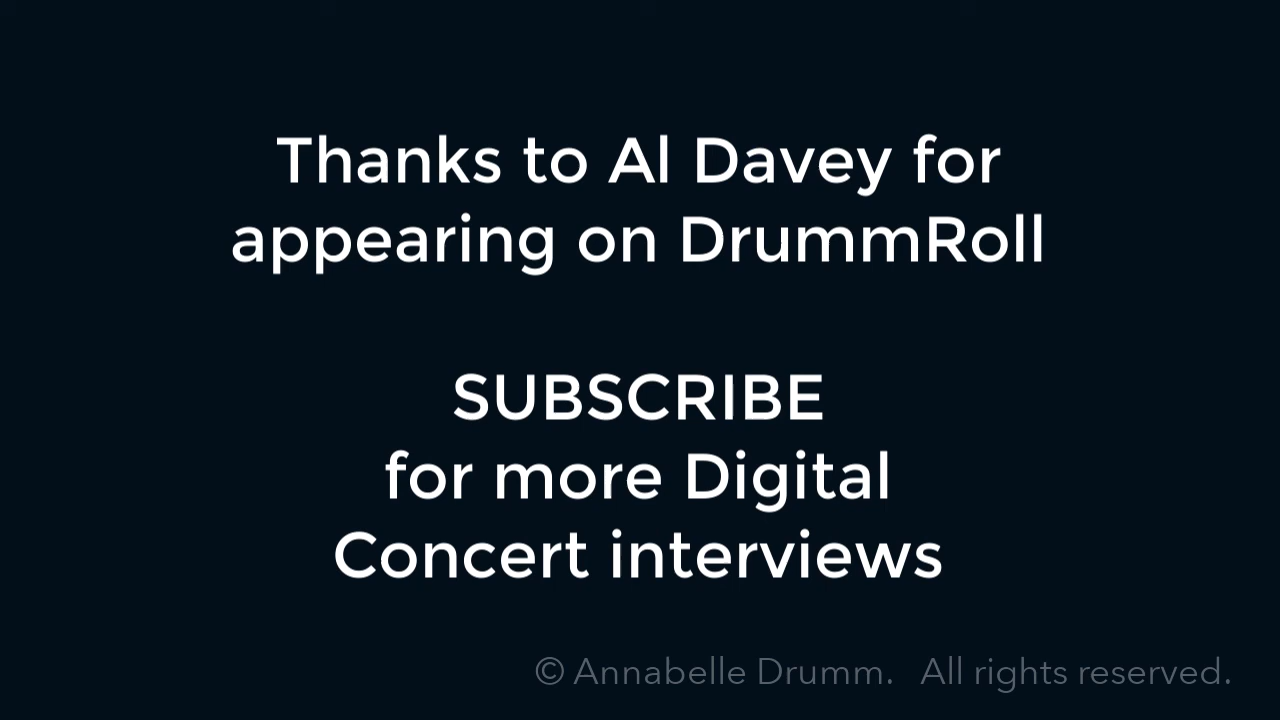 Thanks to Al Davey for
appearing on DrummRoll
SUBSCRIBE
for more Digital
Concert interviews
© Annabelle Drumm. All rights reserved.